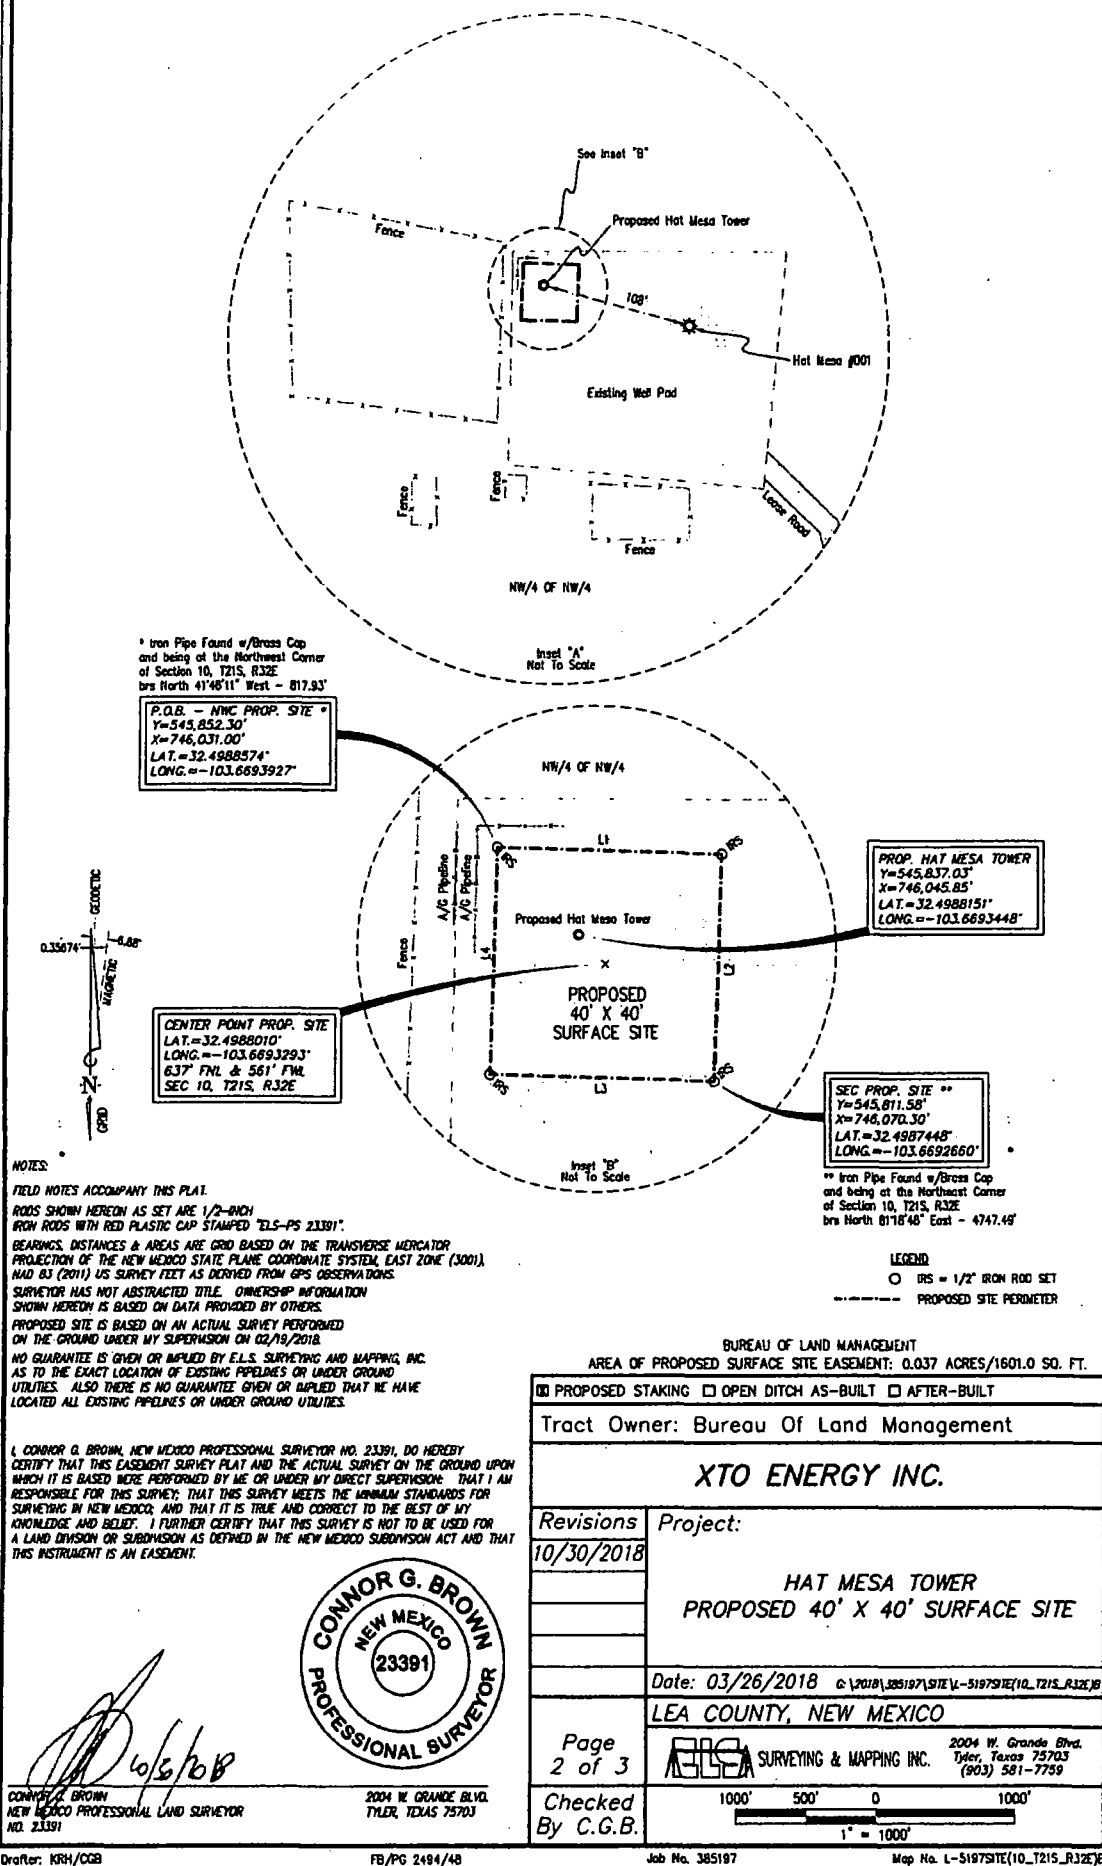 See Inset "B"
Proposed Hat Mesa Tower
Fence
108'
Hat Mesa #001
Existing Well Pad
Fence
Fence
Fence
Lease Road
NW/4 OF NW/4
Inset "A"
Not To Scale
* Iron Pipe Found w/Brass Cap
and being at the Northwest Corner
of Section 10, T21S, R32E
brs North 41°46'11" West - 817.93'
P.O.B. - NWC PROP. SITE *
Y=545,852.30'
X=746,031.00'
LAT.=32.4988574°
LONG.=-103.6693927°
NW/4 OF NW/4
L1
IRS
IRS
A/G Pipeline
A/G Pipeline
Fence
Proposed Hat Mesa Tower
L4
L2
PROPOSED
40' X 40'
SURFACE SITE
IRS
L3
IRS
PROP. HAT MESA TOWER
Y=545,837.03'
X=746,045.85'
LAT.=32.4988151°
LONG.=-103.6693448°
GEODETIC
0.35674°
6.88°
MAGNETIC
N
GRID
CENTER POINT PROP. SITE
LAT.=32.4988010°
LONG.=-103.6693293°
637' FNL & 561' FWL
SEC 10, T21S, R32E
SEC PROP. SITE **
Y=545,811.58'
X=746,070.30'
LAT.=32.4987448°
LONG.=-103.6692660°
Inset "B"
Not To Scale
** Iron Pipe Found w/Brass Cap
and being at the Northeast Corner
of Section 10, T21S, R32E
brs North 81°18'48" East - 4747.49'
NOTES:
FIELD NOTES ACCOMPANY THIS PLAT.
RODS SHOWN HEREON AS SET ARE 1/2-INCH
IRON RODS WITH RED PLASTIC CAP STAMPED "ELS-PS 23391".
BEARINGS, DISTANCES & AREAS ARE GRID BASED ON THE TRANSVERSE MERCATOR
PROJECTION OF THE NEW MEXICO STATE PLANE COORDINATE SYSTEM, EAST ZONE (3001),
NAD 83 (2011) US SURVEY FEET AS DERIVED FROM GPS OBSERVATIONS.
SURVEYOR HAS NOT ABSTRACTED TITLE. OWNERSHIP INFORMATION
SHOWN HEREON IS BASED ON DATA PROVIDED BY OTHERS.
PROPOSED SITE IS BASED ON AN ACTUAL SURVEY PERFORMED
ON THE GROUND UNDER MY SUPERVISION ON 02/19/2018.
NO GUARANTEE IS GIVEN OR IMPLIED BY E.L.S. SURVEYING AND MAPPING, INC.
AS TO THE EXACT LOCATION OF EXISTING PIPELINES OR UNDER GROUND
UTILITIES. ALSO THERE IS NO GUARANTEE GIVEN OR IMPLIED THAT WE HAVE
LOCATED ALL EXISTING PIPELINES OR UNDER GROUND UTILITIES.
LEGEND
IRS = 1/2" IRON ROD SET
PROPOSED SITE PERIMETER
BUREAU OF LAND MANAGEMENT
AREA OF PROPOSED SURFACE SITE EASEMENT: 0.037 ACRES/1601.0 SQ. FT.
☒ PROPOSED STAKING ☐ OPEN DITCH AS-BUILT ☐ AFTER-BUILT
Tract Owner: Bureau Of Land Management
XTO ENERGY INC.
I, CONNOR G. BROWN, NEW MEXICO PROFESSIONAL SURVEYOR NO. 23391, DO HEREBY
CERTIFY THAT THIS EASEMENT SURVEY PLAT AND THE ACTUAL SURVEY ON THE GROUND UPON
WHICH IT IS BASED WERE PERFORMED BY ME OR UNDER MY DIRECT SUPERVISION; THAT I AM
RESPONSIBLE FOR THIS SURVEY; THAT THIS SURVEY MEETS THE MINIMUM STANDARDS FOR
SURVEYING IN NEW MEXICO; AND THAT IT IS TRUE AND CORRECT TO THE BEST OF MY
KNOWLEDGE AND BELIEF. I FURTHER CERTIFY THAT THIS SURVEY IS NOT TO BE USED FOR
A LAND DIVISION OR SUBDIVISION AS DEFINED IN THE NEW MEXICO SUBDIVISION ACT AND THAT
THIS INSTRUMENT IS AN EASEMENT.
Revisions
10/30/2018
Project:
HAT MESA TOWER
PROPOSED 40' X 40' SURFACE SITE
Date: 03/26/2018 G:\2018\385197\SITE\L-5197SITE(10_T21S_R32E)B
LEA COUNTY, NEW MEXICO
CONNOR G. BROWN
NEW MEXICO
23391
PROFESSIONAL SURVEYOR
10/30/2018
CONNOR G. BROWN
NEW MEXICO PROFESSIONAL LAND SURVEYOR
NO. 23391
2004 W. GRANDE BLVD.
TYLER, TEXAS 75703
Page
2 of 3
ELS SURVEYING & MAPPING INC.
2004 W. Grande Blvd.
Tyler, Texas 75703
(903) 581-7759
Checked
By C.G.B.
1000' 500' 0 1000'
1" = 1000'
Drafter: KRH/CGB
FB/PG 2494/48
Job No. 385197
Map No. L-5197SITE(10_T21S_R32E)B